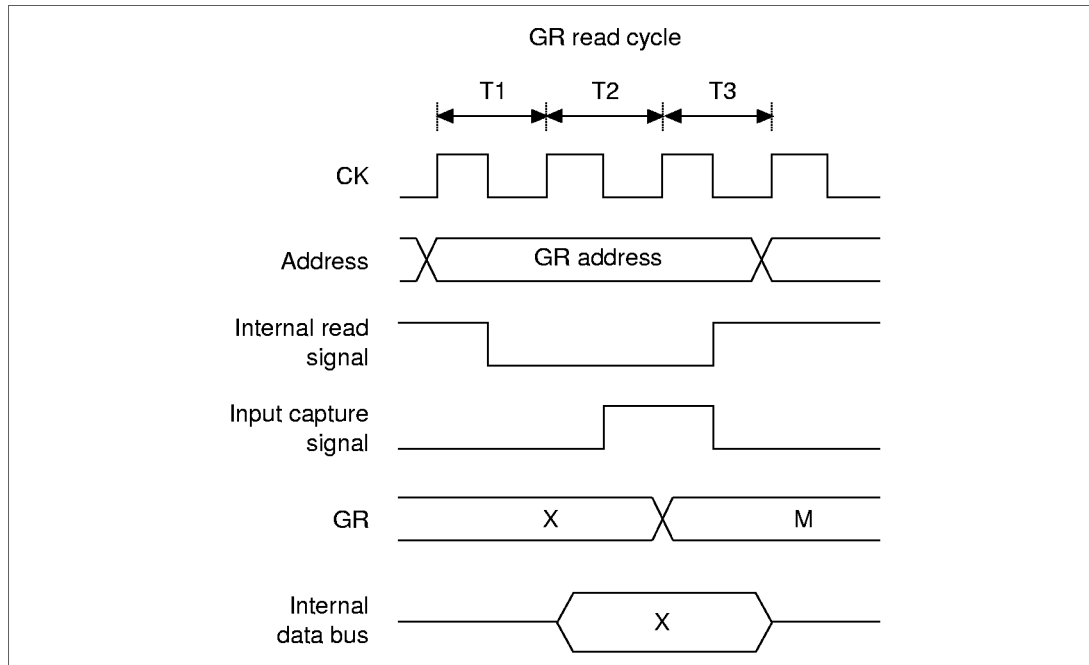 GR read cycle
T1 T2 T3
CK
Address
GR address
Internal read
signal
Input capture
signal
GR
X
M
Internal
data bus
X